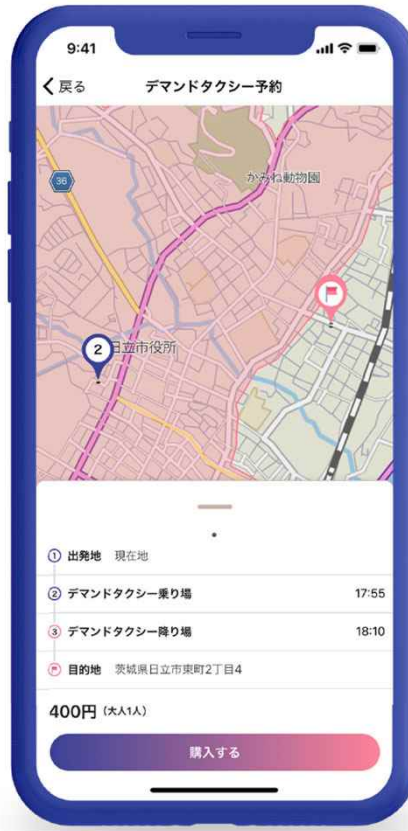 9:41
戻る デマンドタクシー予約
36
かみね動物園
2
日立市役所
1 出発地 現在地
2 デマンドタクシー乗り場 17:55
3 デマンドタクシー降り場 18:10
目的地 茨城県日立市東町2丁目4
400円 (大人1人)
購入する